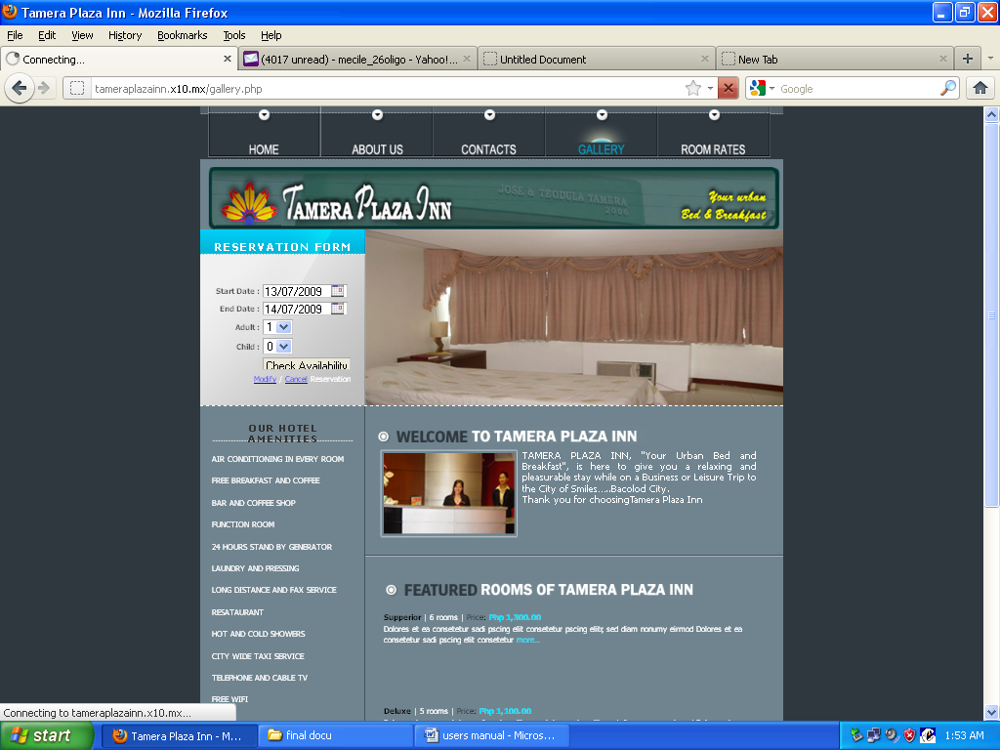 Tamera Plaza Inn - Mozilla Firefox
File Edit View History Bookmarks Tools Help
Connecting...
(4017 unread) - mecile_26oligo - Yahoo!...
Untitled Document
New Tab
tameraplazainn.x10.mx/gallery.php
Google
HOME
ABOUT US
CONTACTS
GALLERY
ROOM RATES
TAMERA PLAZA INN
JOSE & TEODULA TAMERA
2006
Your urban
Bed & Breakfast
RESERVATION FORM
Start Date : 13/07/2009
End Date : 14/07/2009
Adult : 1
Child : 0
Check Availability
Modify / Cancel Reservation
OUR HOTEL
AMENITIES
AIR CONDITIONING IN EVERY ROOM
FREE BREAKFAST AND COFFEE
BAR AND COFFEE SHOP
FUNCTION ROOM
24 HOURS STAND BY GENERATOR
LAUNDRY AND PRESSING
LONG DISTANCE AND FAX SERVICE
RESATAURANT
HOT AND COLD SHOWERS
CITY WIDE TAXI SERVICE
TELEPHONE AND CABLE TV
FREE WIFI
WELCOME TO TAMERA PLAZA INN
TAMERA PLAZA INN, "Your Urban Bed and
Breakfast", is here to give you a relaxing and
pleasurable stay while on a Business or Leisure Trip to
the City of Smiles.....Bacolod City.
Thank you for choosingTamera Plaza Inn
FEATURED ROOMS OF TAMERA PLAZA INN
Supperior | 6 rooms | Price: Php 1,300.00
Dolores et ea consetetur sadi pscing elit consetetur pscing elitr, sed diam nonumy eirmod Dolores et ea
consetetur sadi pscing elit consetetur more...
Deluxe | 5 rooms | Price: Php 1,100.00
Connecting to tameraplazainn.x10.mx...
start
Tamera Plaza Inn - M...
final docu
users manual - Micros...
1:53 AM